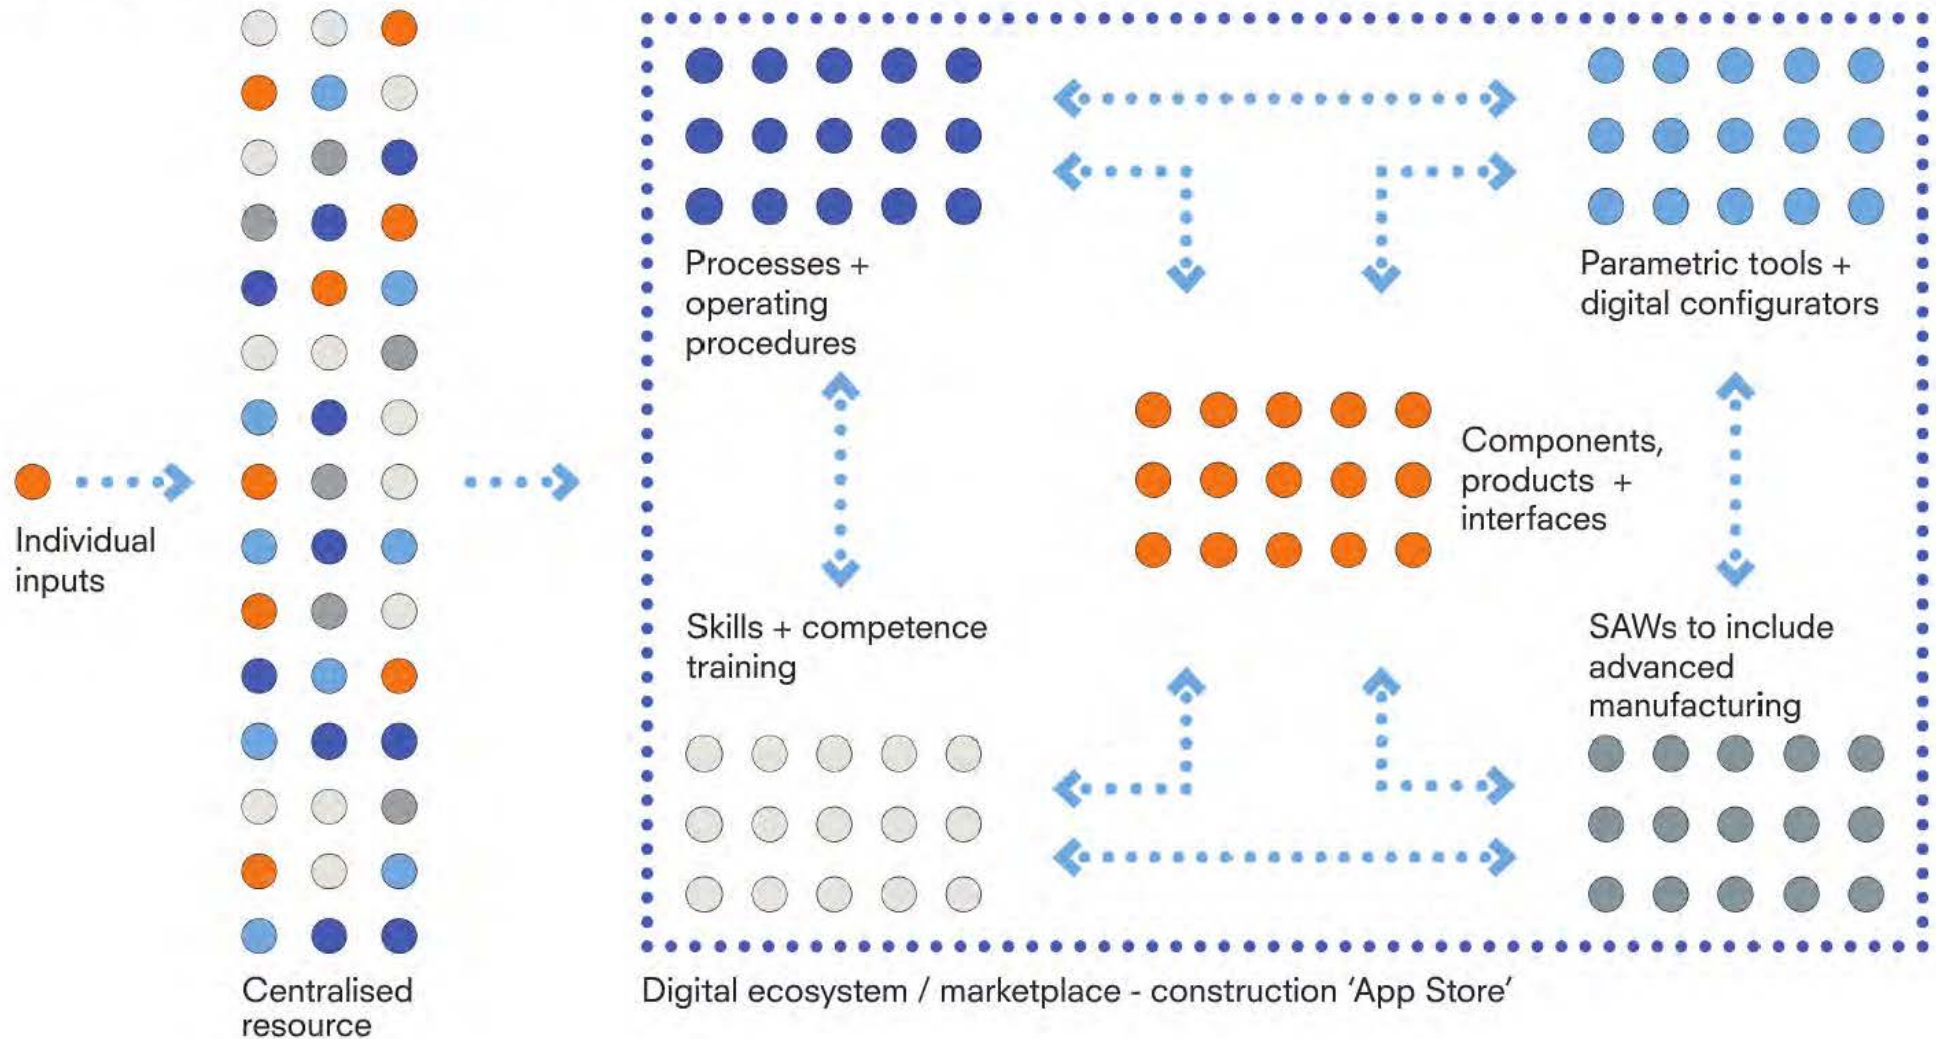 Individual
inputs
Centralised
resource
Processes +
operating
procedures
Parametric tools +
digital configurators
Components,
products +
interfaces
Skills + competence
training
SAWs to include
advanced
manufacturing
Digital ecosystem / marketplace - construction ‘App Store’